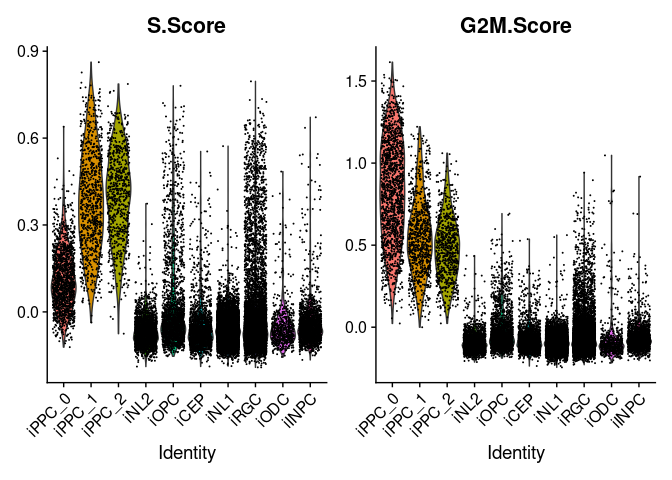 S.Score
0.9
0.6
0.3
0.0
iPPC_0
iPPC_1
iPPC_2
iNL2
iOPC
iCEP
iNL1
iRGC
iODC
iINPC
Identity
G2M.Score
1.5
1.0
0.5
0.0
iPPC_0
iPPC_1
iPPC_2
iNL2
iOPC
iCEP
iNL1
iRGC
iODC
iINPC
Identity